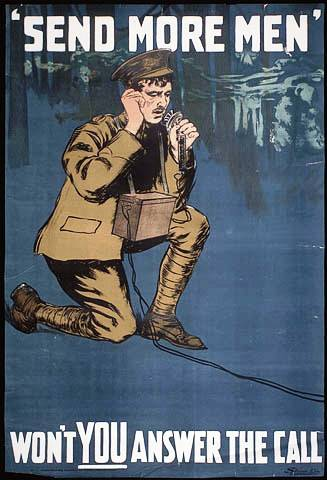 'SEND MORE MEN'
WON'T YOU ANSWER THE CALL